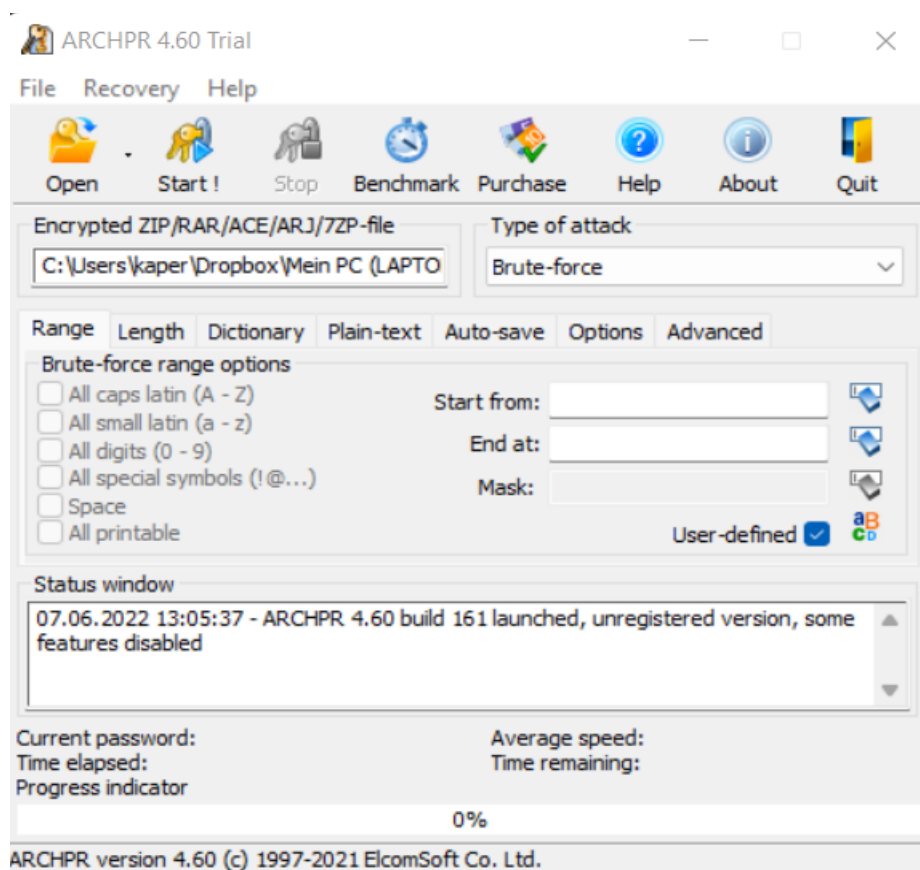 ARCHPR 4.60 Trial
File Recovery Help
Open Start ! Stop Benchmark Purchase Help About Quit
Encrypted ZIP/RAR/ACE/ARJ/7ZP-file Type of attack
C:\Users\kaper\Dropbox\Mein PC (LAPTO Brute-force
Range Length Dictionary Plain-text Auto-save Options Advanced
Brute-force range options
All caps latin (A - Z) Start from:
All small latin (a - z)
All digits (0 - 9) End at:
All special symbols (!@...) Mask:
Space
All printable User-defined
Status window
07.06.2022 13:05:37 - ARCHPR 4.60 build 161 launched, unregistered version, some
features disabled
Current password: Average speed:
Time elapsed: Time remaining:
Progress indicator
0%
ARCHPR version 4.60 (c) 1997-2021 ElcomSoft Co. Ltd.